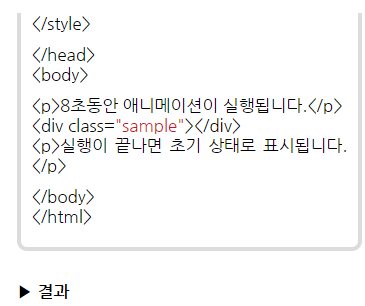 </style>
</head>
<body>
<p>8초동안 애니메이션이 실행됩니다.</p>
<div class="sample"></div>
<p>실행이 끝나면 초기 상태로 표시됩니다.
</p>
</body>
</html>
▶ 결과